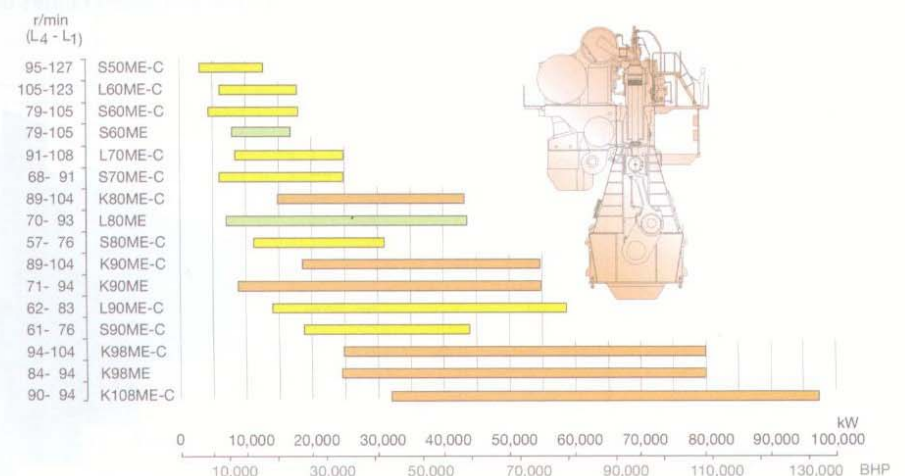 r/min
(L4 - L1)
95-127 S50ME-C
105-123 L60ME-C
79-105 S60ME-C
79-105 S60ME
91-108 L70ME-C
68- 91 S70ME-C
89-104 K80ME-C
70- 93 L80ME
57- 76 S80ME-C
89-104 K90ME-C
71- 94 K90ME
62- 83 L90ME-C
61- 76 S90ME-C
94-104 K98ME-C
84- 94 K98ME
90- 94 K108ME-C
kW
0 10,000 20,000 30,000 40,000 50,000 60,000 70,000 80,000 90,000 100,000
10,000 30,000 50,000 70,000 90,000 110,000 130,000 BHP